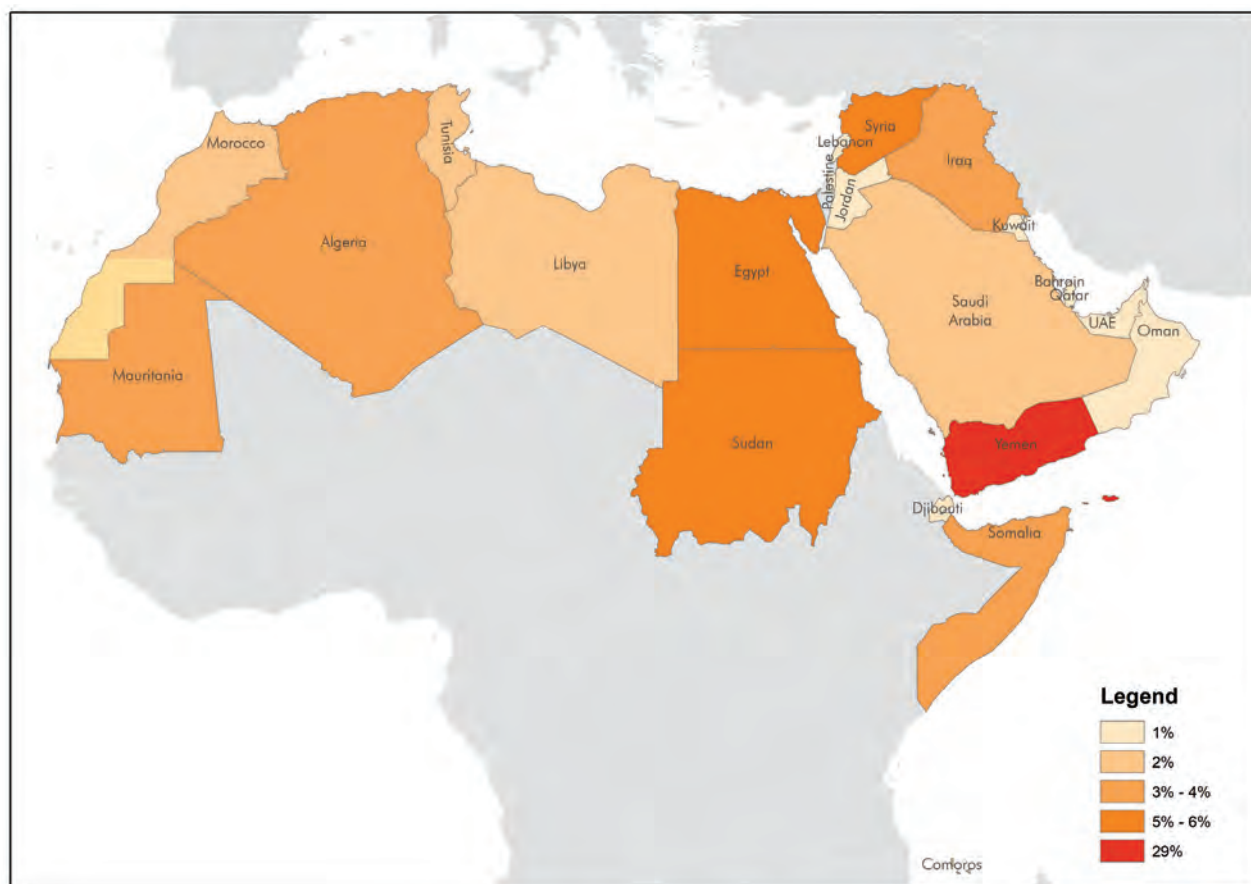 Morocco
Tunisia
Algeria
Libya
Egypt
Mauritania
Sudan
Syria
Lebanon
Palestine
Jordan
Iraq
Kuwait
Bahrain
Qatar
Saudi
Arabia
UAE
Oman
Yemen
Djibouti
Somalia
Comoros
Legend
1%
2%
3% - 4%
5% - 6%
29%